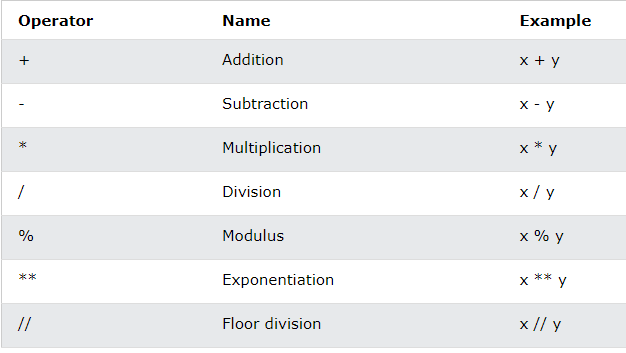 Operator Name Example
+ Addition x + y
- Subtraction x - y
* Multiplication x * y
/ Division x / y
% Modulus x % y
** Exponentiation x ** y
// Floor division x // y